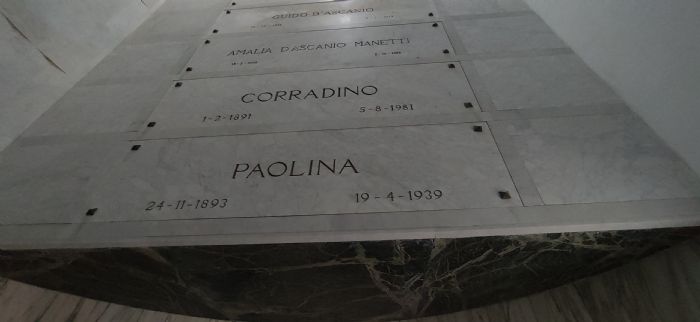 GUIDO D'ASCANIO
AMALIA D'ASCANIO MANETTI
CORRADINO
1-2-1891 5-8-1981
PAOLINA
24-11-1893 19-4-1939